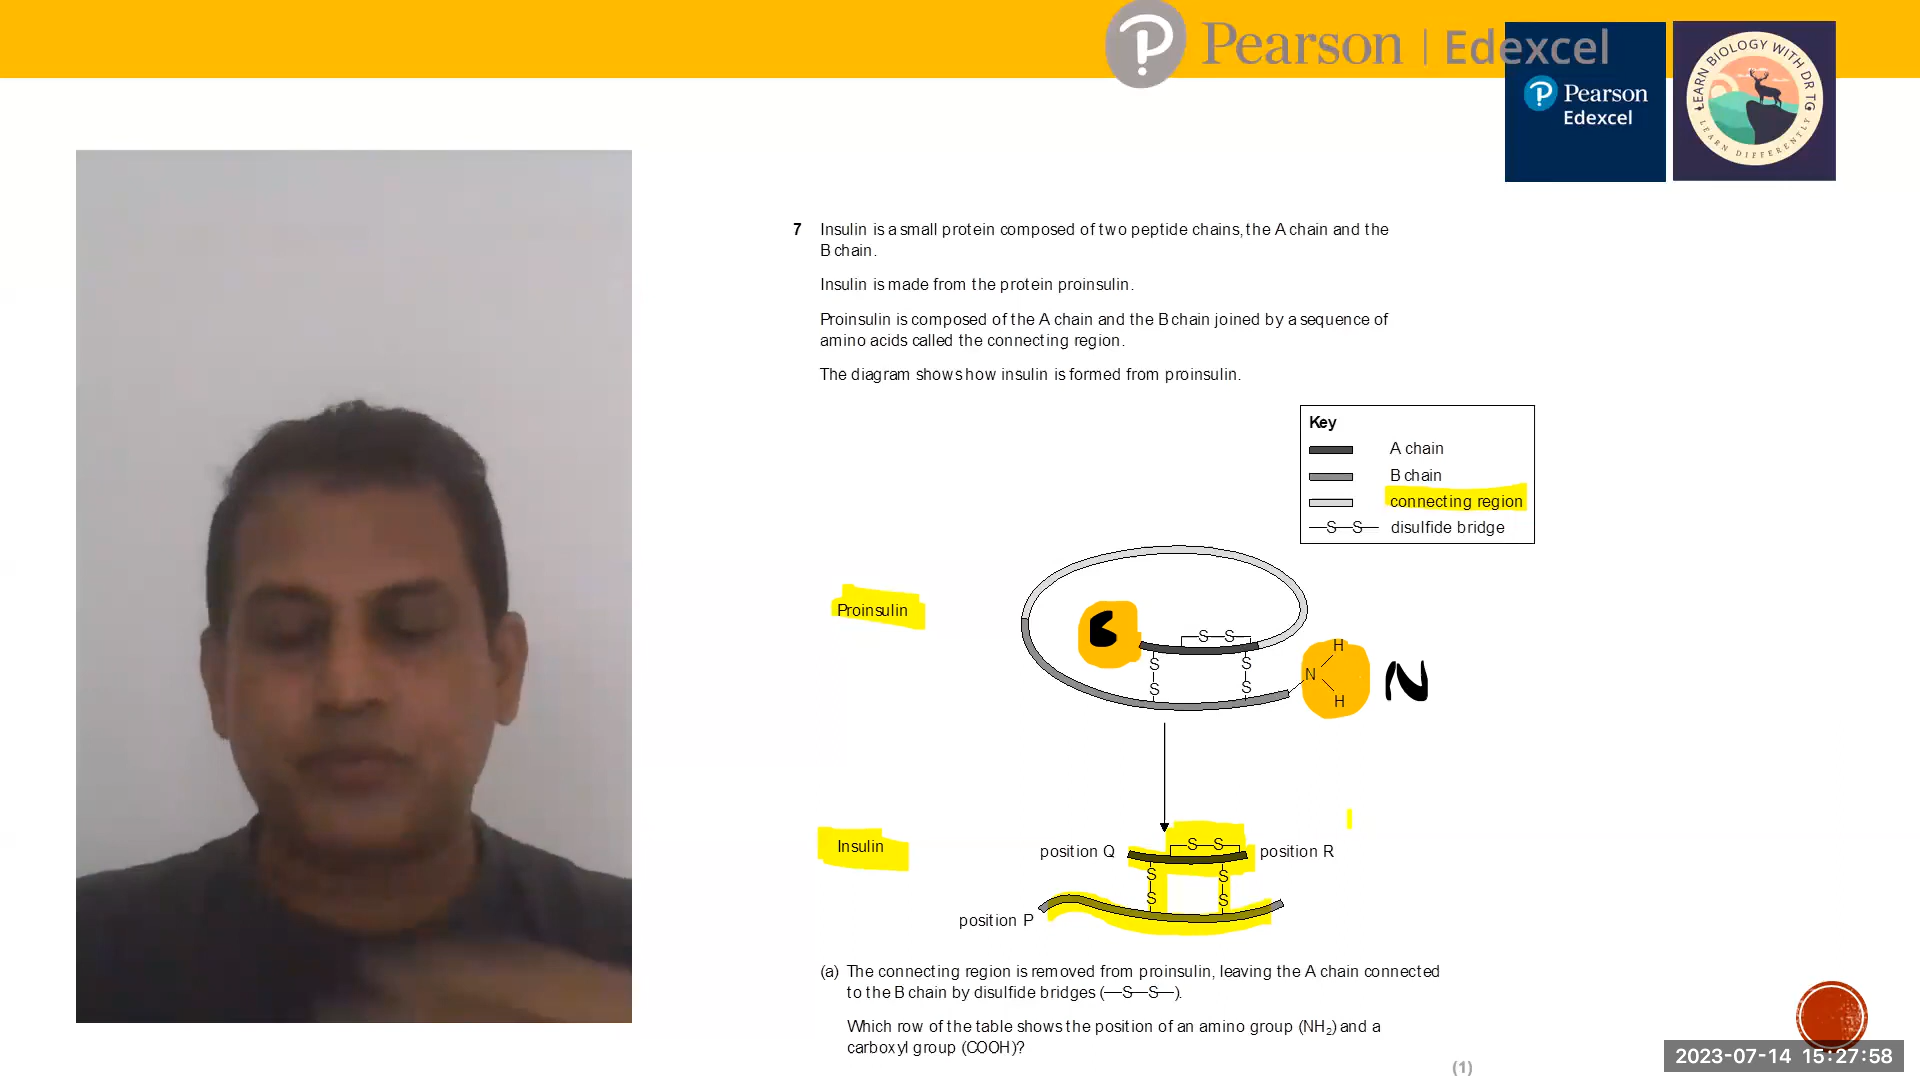 Pearson | Edexcel
Pearson
Edexcel
LEARN BIOLOGY WITH DR TG
LEARN DIFFERENTLY
7 Insulin is a small protein composed of two peptide chains, the A chain and the
B chain.
Insulin is made from the protein proinsulin.
Proinsulin is composed of the A chain and the B chain joined by a sequence of
amino acids called the connecting region.
The diagram shows how insulin is formed from proinsulin.
Key
A chain
B chain
connecting region
—S—S— disulfide bridge
Proinsulin
S S
S S
S S
H
N
H
N
Insulin
position Q
S S
position R
S S
S S
position P
(a) The connecting region is removed from proinsulin, leaving the A chain connected
to the B chain by disulfide bridges (—S—S—).
Which row of the table shows the position of an amino group (NH₂) and a
carboxyl group (COOH)?
(1)
2023-07-14 15:27:58